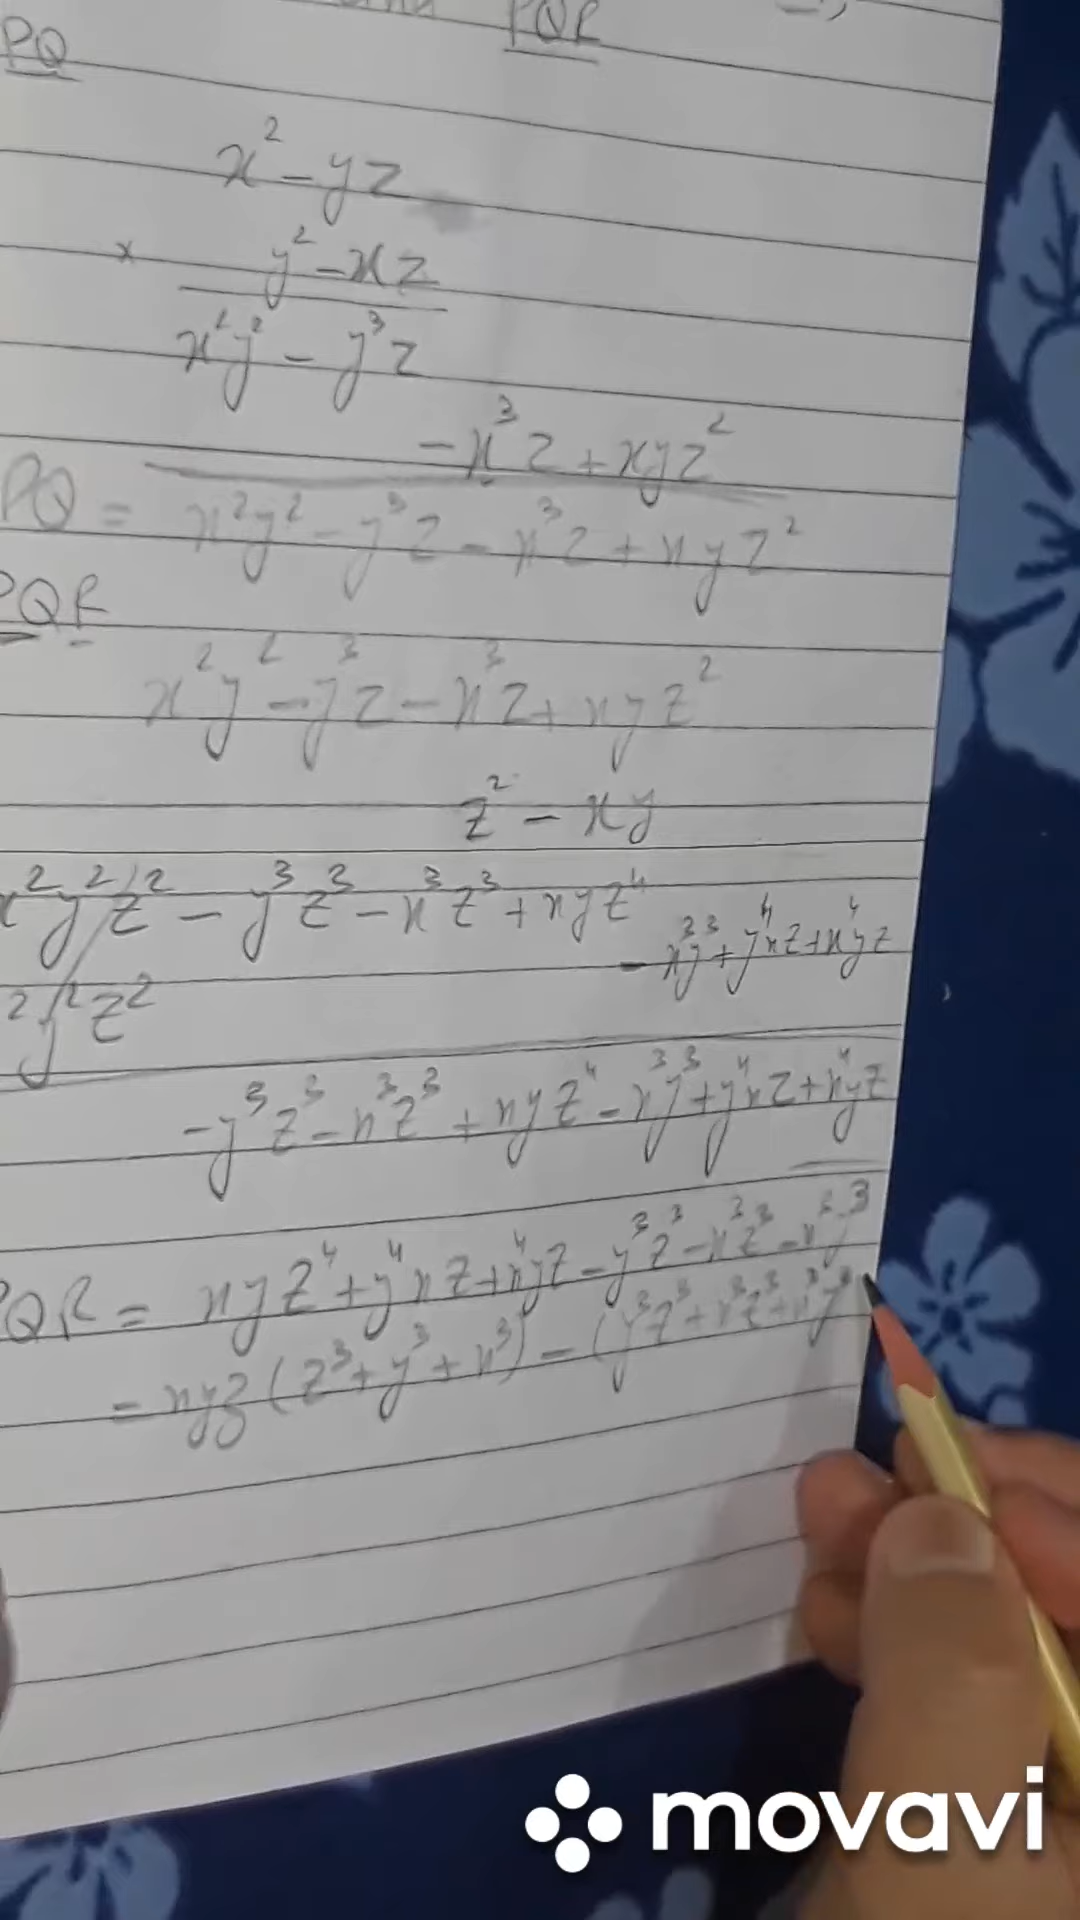 PQR
PQ
x² - yz
× y² - xz
x²y² - y³z
- x³z + xyz²
PQ = x²y² - y³z - x³z + xyz²
PQR
x²y² - y³z - x³z + xyz²
z² - xy
x²y²z² - y³z³ - x³z³ + xyz⁴
- x³y³ + y⁴xz + x⁴yz
²y²z²
- y³z³ - x³z³ + xyz⁴ - x³y³ + y⁴xz + x⁴yz
PQR = xyz⁴ + y⁴xz + x⁴yz - y³z³ - x³z³ - x³y³
= xyz(z³ + y³ + x³) - (y³z³ + x³z³ + x³y³
movavi